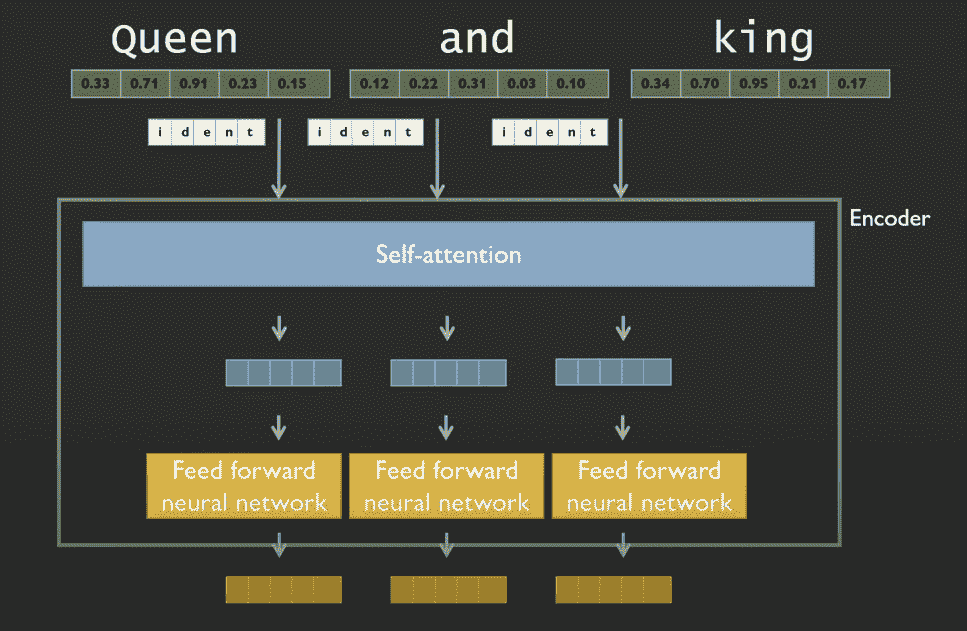 Queen and king
0.33 0.71 0.91 0.23 0.15 0.12 0.22 0.31 0.03 0.10 0.34 0.70 0.95 0.21 0.17
i d e n t i d e n t i d e n t
Encoder
Self-attention
Feed forward Feed forward Feed forward
neural network neural network neural network